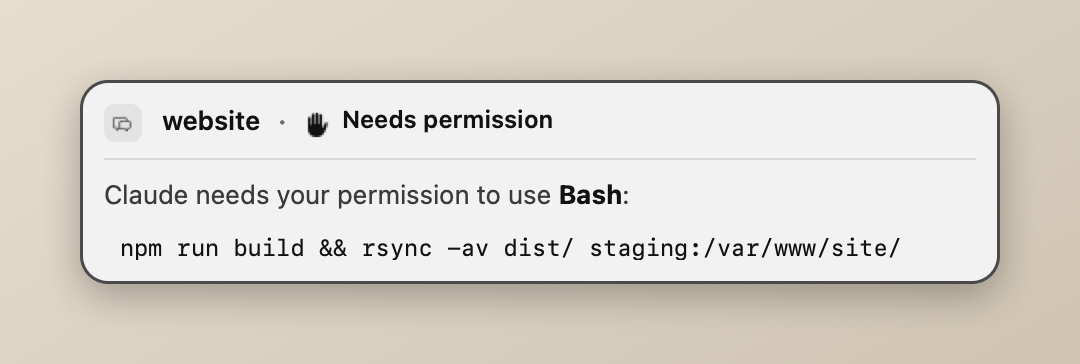 website · Needs permission
Claude needs your permission to use Bash:
npm run build && rsync –av dist/ staging:/var/www/site/